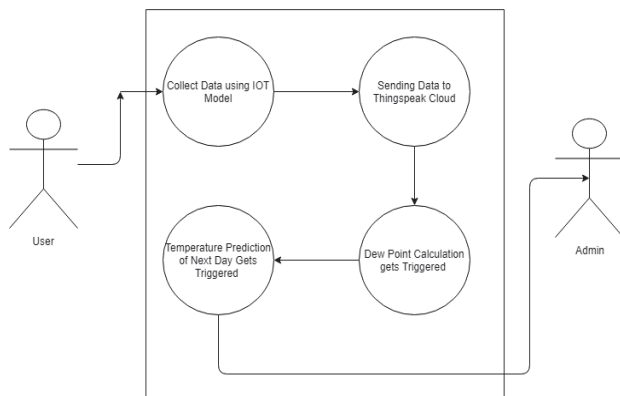 Collect Data using IOT
Model
Sending Data to
Thingspeak Cloud
User
Temperature Prediction
of Next Day Gets
Triggered
Dew Point Calculation
gets Triggered
Admin